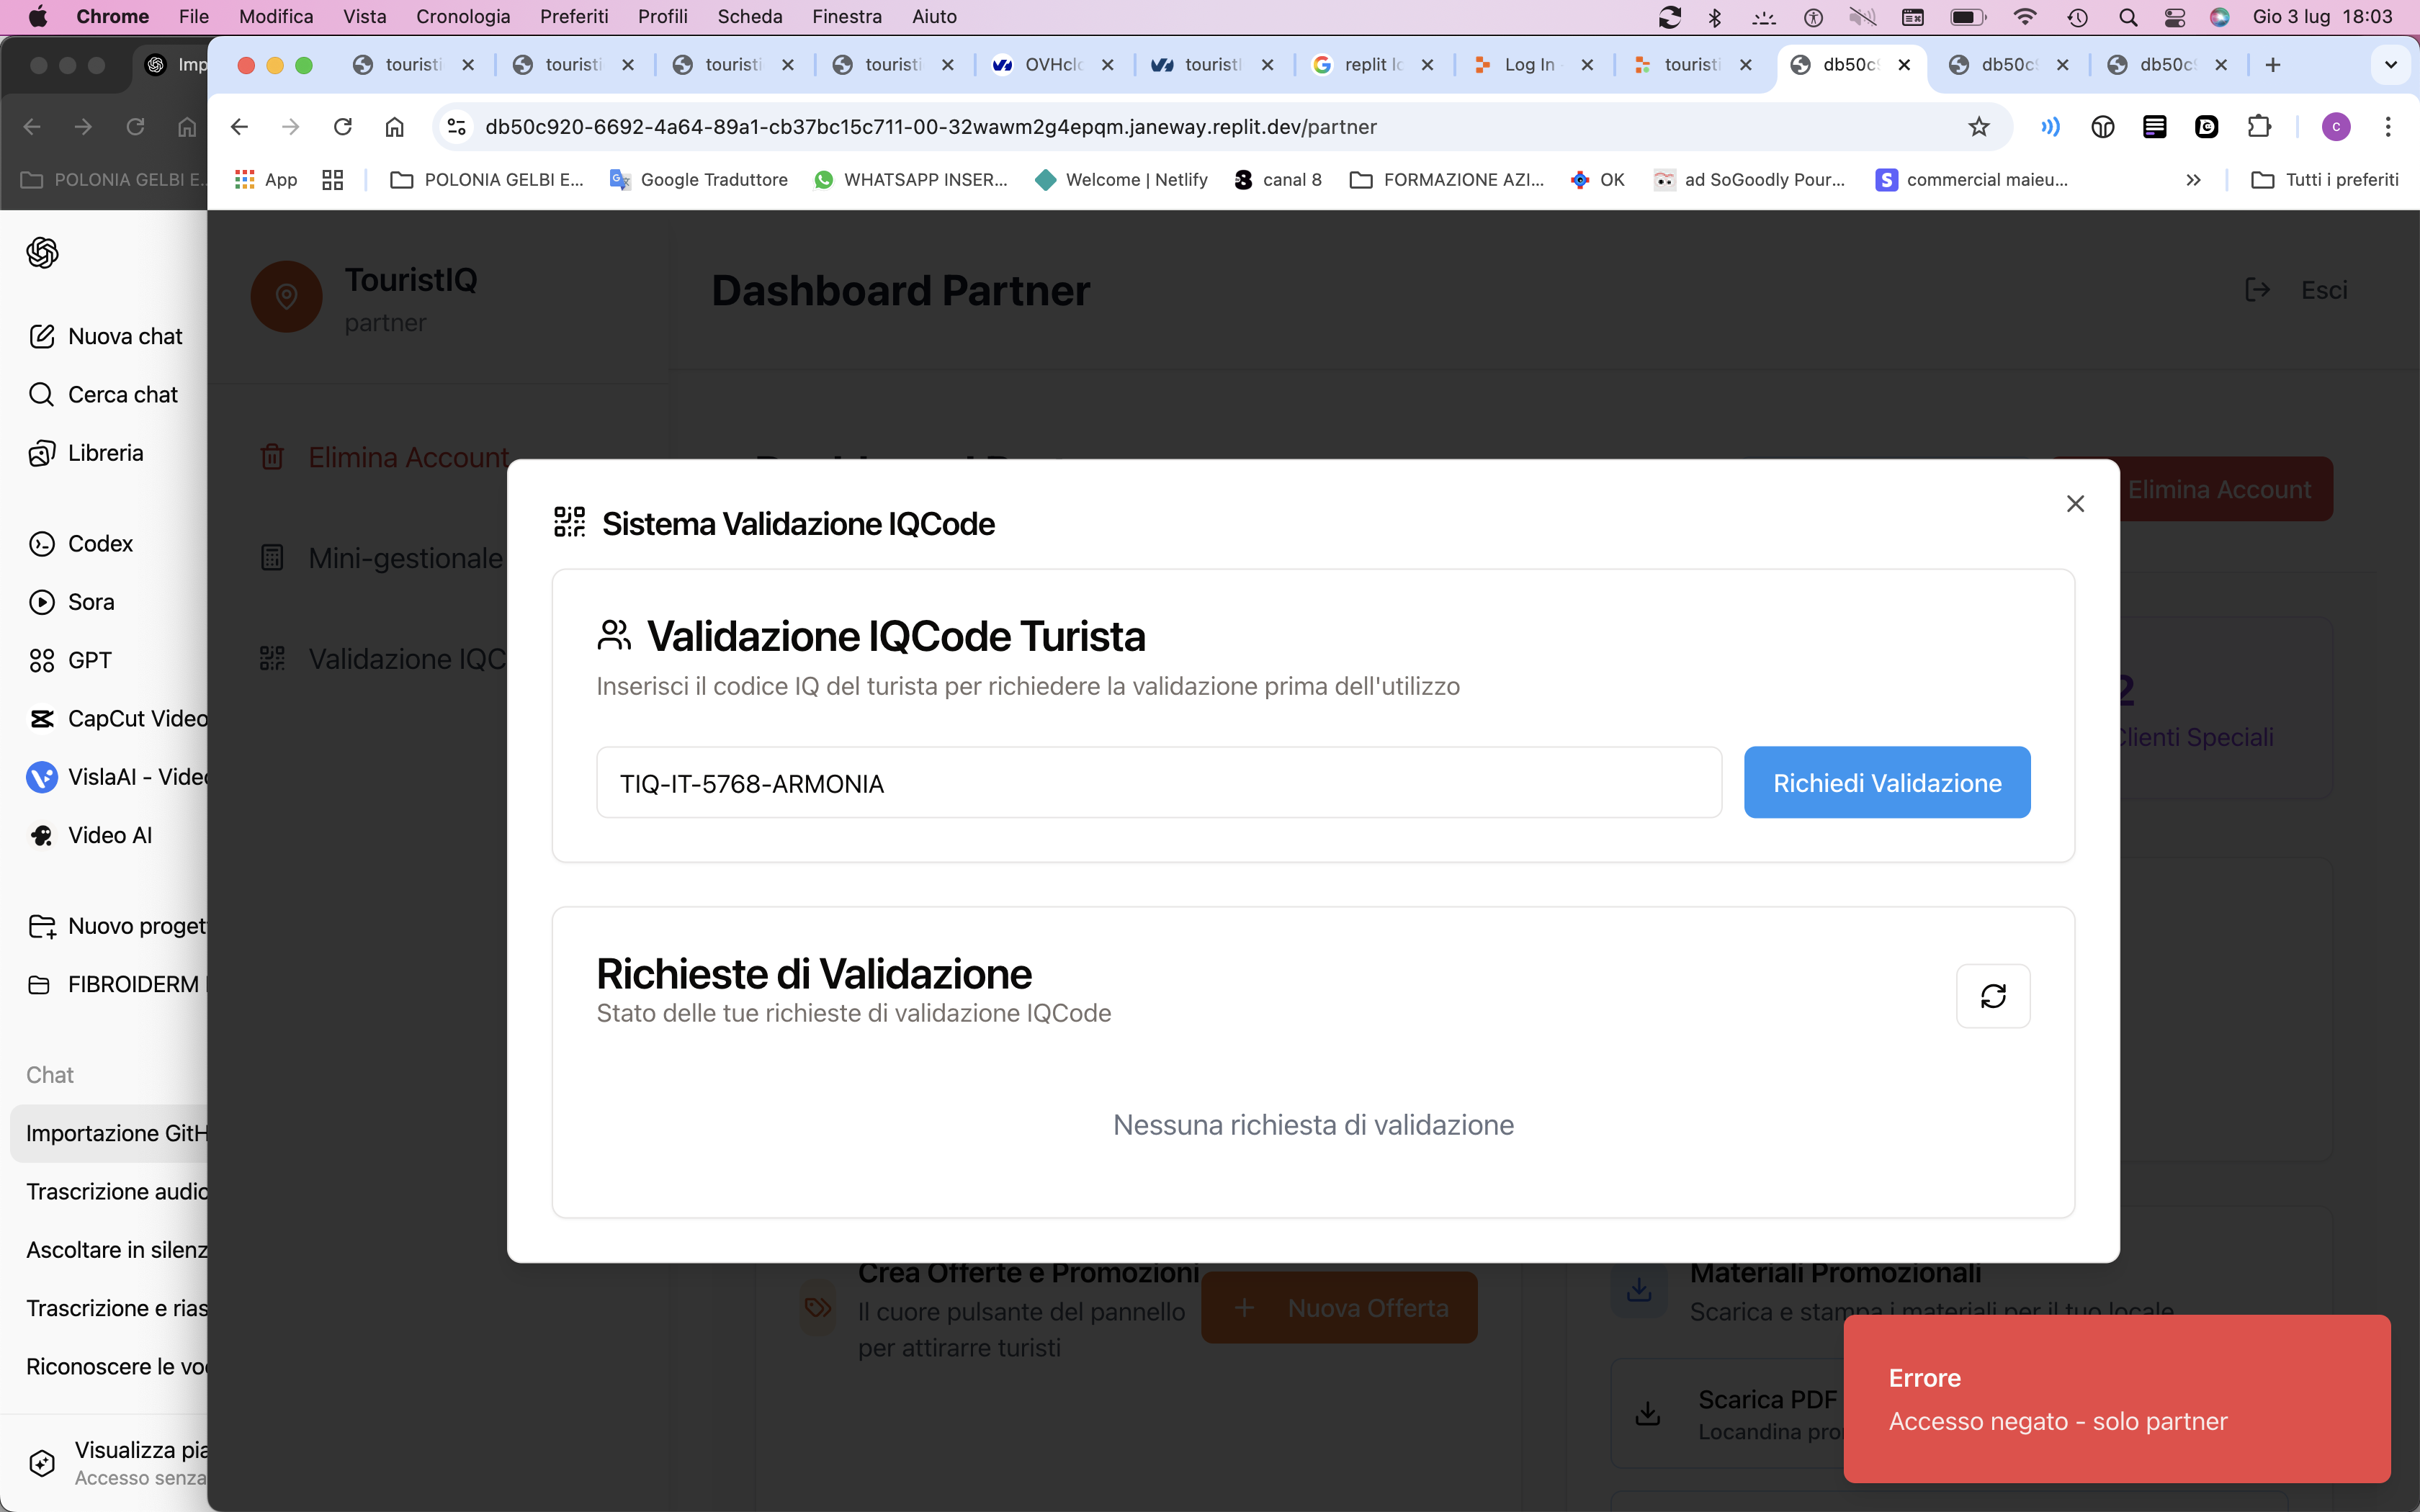 Chrome File Modifica Vista Cronologia Preferiti Profili Scheda Finestra Aiuto Gio 3 lug 18:03
Imp
touristi touristi touristi touristi OVHclo touristI replit lo Log In touristi db50c9 db50c9 db50c9
db50c920-6692-4a64-89a1-cb37bc15c711-00-32wawm2g4epqm.janeway.replit.dev/partner
POLONIA GELBI E...
App POLONIA GELBI E... Google Traduttore WHATSAPP INSER... Welcome | Netlify canal 8 FORMAZIONE AZI... OK ad SoGoodly Pour... commercial maieu... Tutti i preferiti
Nuova chat
Cerca chat
Libreria
Codex
Sora
GPT
CapCut Video
VislaAI - Video
Video AI
Nuovo proget
FIBROIDERM
Chat
Importazione GitH
Trascrizione audio
Ascoltare in silenz
Trascrizione e rias
Riconoscere le vo
Visualizza pia
Accesso senza
TouristIQ
partner
Dashboard Partner
Esci
Elimina Account
Mini-gestionale
Validazione IQC
Elimina Account
2
Clienti Speciali
Sistema Validazione IQCode
Validazione IQCode Turista
Inserisci il codice IQ del turista per richiedere la validazione prima dell'utilizzo
TIQ-IT-5768-ARMONIA
Richiedi Validazione
Richieste di Validazione
Stato delle tue richieste di validazione IQCode
Nessuna richiesta di validazione
Crea Offerte e Promozioni
Il cuore pulsante del pannello
per attirarre turisti
Nuova Offerta
Materiali Promozionali
Scarica e stampa i materiali per il tuo locale
Scarica PDF
Locandina pro
Errore
Accesso negato - solo partner